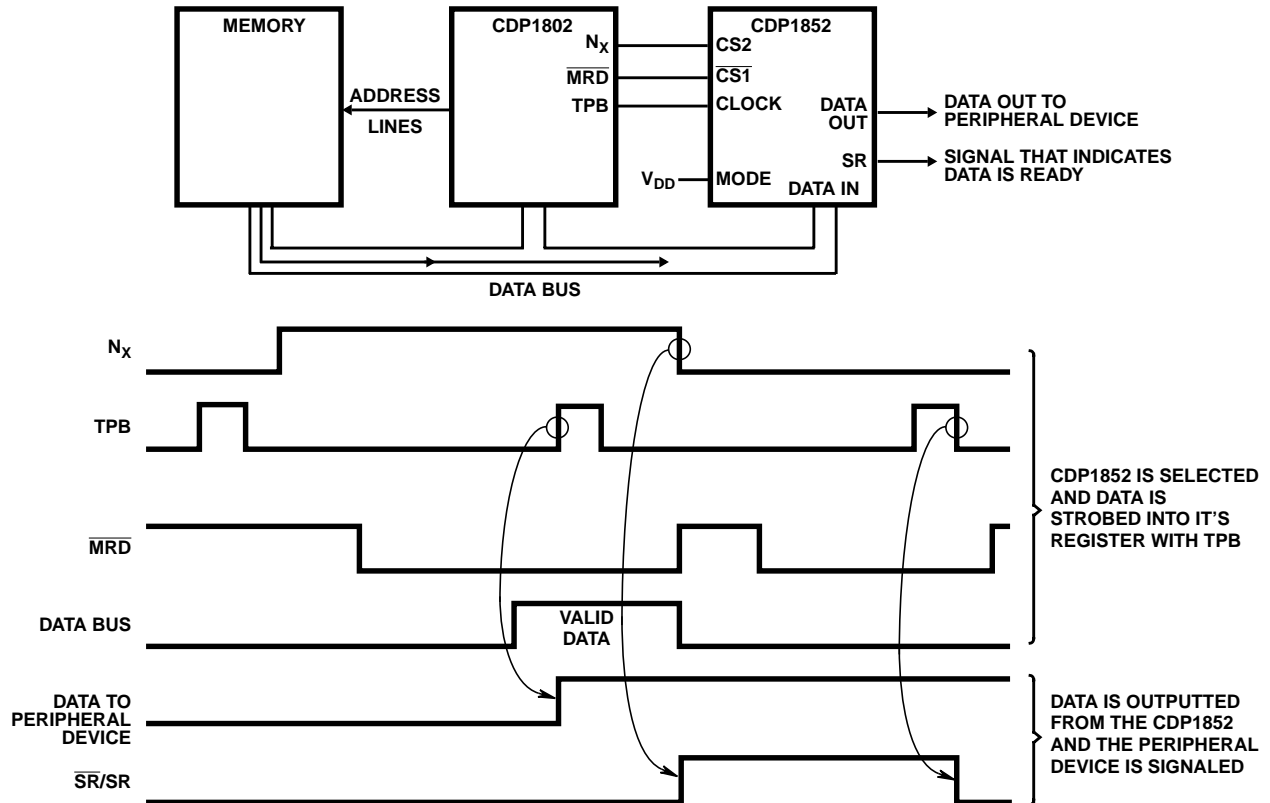 MEMORY
CDP1802
CDP1852
NX
MRD
TPB
CS2
CS1
CLOCK
ADDRESS
LINES
DATA
OUT
DATA OUT TO
PERIPHERAL DEVICE
SR
SIGNAL THAT INDICATES
DATA IS READY
VDD
MODE
DATA IN
DATA BUS
NX
TPB
MRD
DATA BUS
VALID
DATA
CDP1852 IS SELECTED
AND DATA IS
STROBED INTO IT'S
REGISTER WITH TPB
DATA TO
PERIPHERAL
DEVICE
SR/SR
DATA IS OUTPUTTED
FROM THE CDP1852
AND THE PERIPHERAL
DEVICE IS SIGNALED